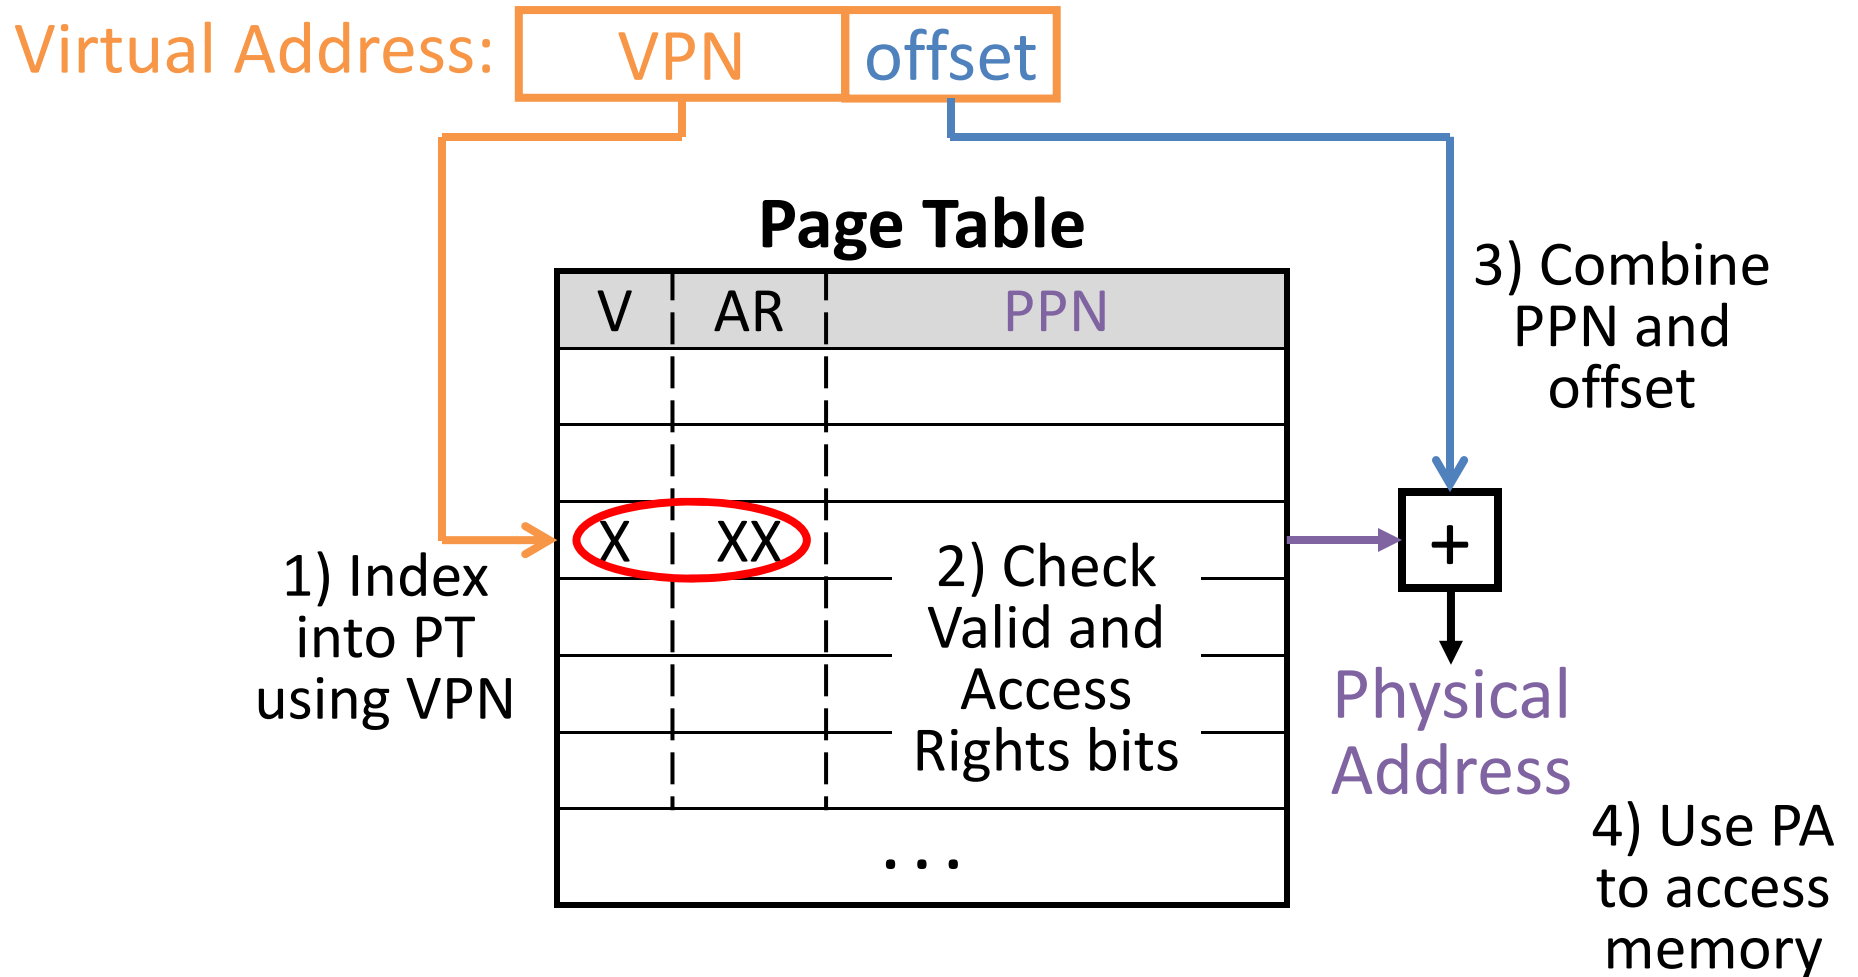 Virtual Address: VPN offset
Page Table
V AR PPN
X XX
1) Index
into PT
using VPN
2) Check
Valid and
Access
Rights bits
3) Combine
PPN and
offset
+
Physical
Address
4) Use PA
to access
memory
. . .